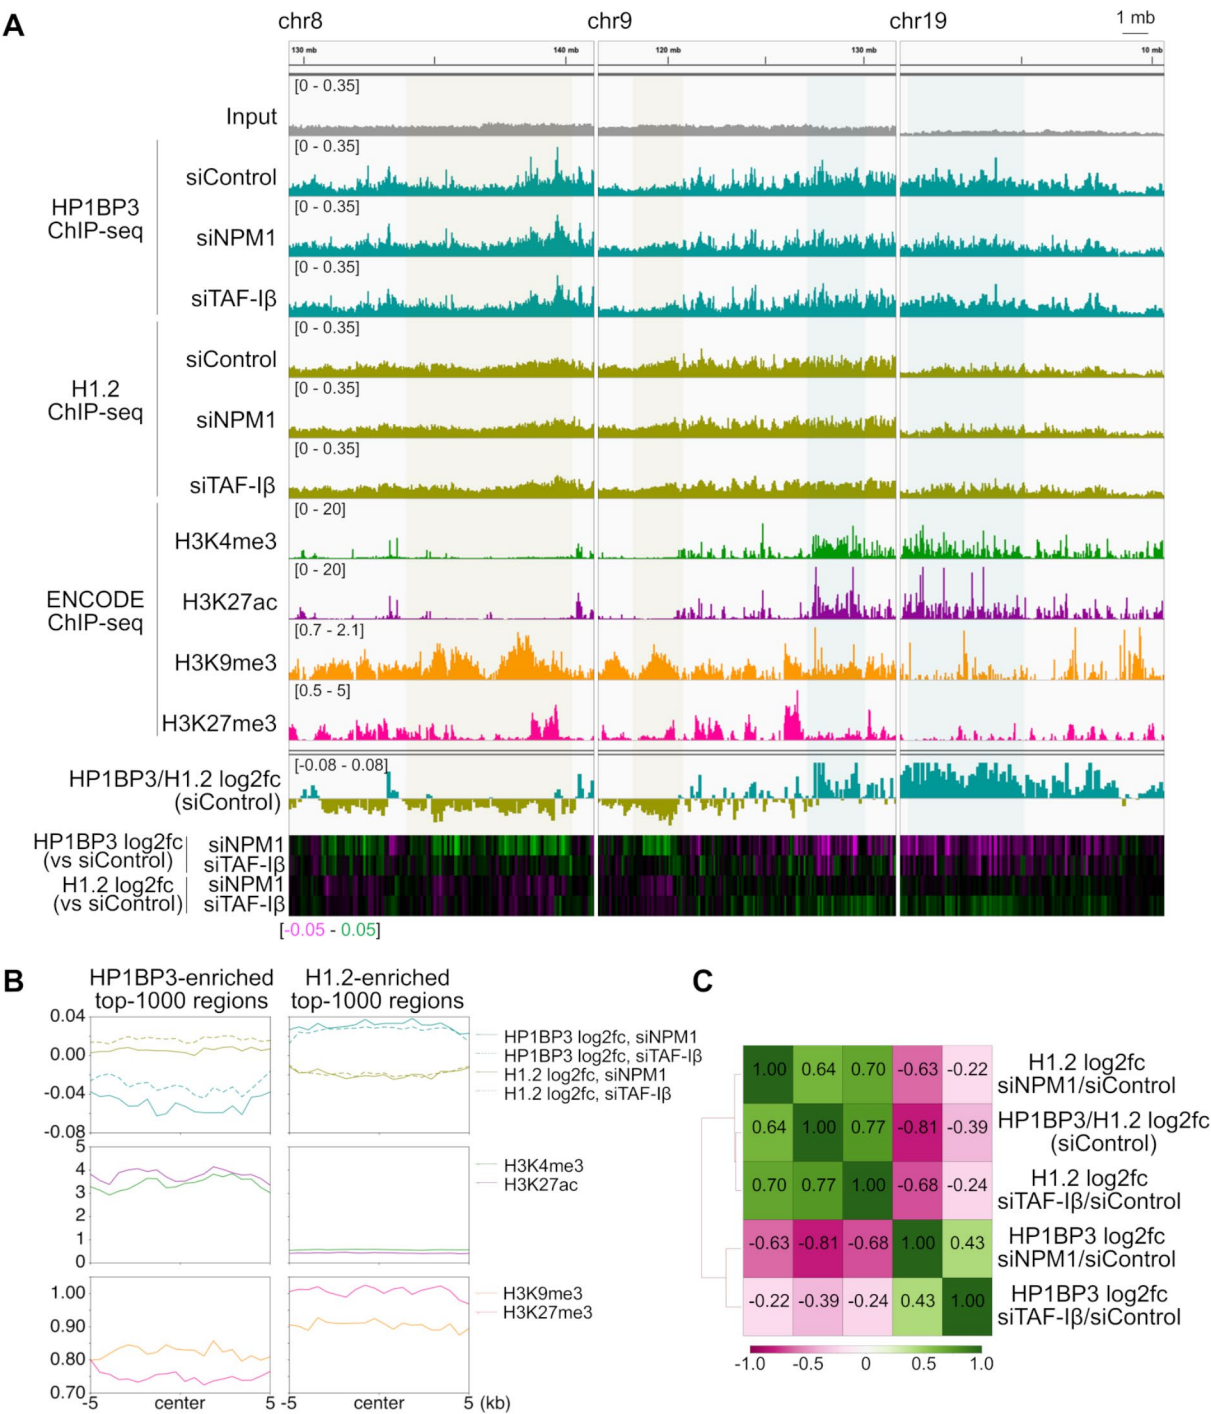 A
chr8
chr9
chr19
1 mb
130 mb
140 mb
120 mb
130 mb
10 mb
[0 - 0.35]
Input
HP1BP3
ChIP-seq
[0 - 0.35]
siControl
[0 - 0.35]
siNPM1
[0 - 0.35]
siTAF-Iβ
H1.2
ChIP-seq
[0 - 0.35]
siControl
[0 - 0.35]
siNPM1
[0 - 0.35]
siTAF-Iβ
ENCODE
ChIP-seq
[0 - 20]
H3K4me3
[0 - 20]
H3K27ac
[0.7 - 2.1]
H3K9me3
[0.5 - 5]
H3K27me3
HP1BP3/H1.2 log2fc
(siControl)
[-0.08 - 0.08]
HP1BP3 log2fc
(vs siControl)
siNPM1
siTAF-Iβ
H1.2 log2fc
(vs siControl)
siNPM1
siTAF-Iβ
[-0.05 - 0.05]
B
HP1BP3-enriched
top-1000 regions
H1.2-enriched
top-1000 regions
0.04
0.00
-0.04
-0.04
-0.08
HP1BP3 log2fc, siNPM1
HP1BP3 log2fc, siTAF-Iβ
H1.2 log2fc, siNPM1
H1.2 log2fc, siTAF-Iβ
5
4
3
2
1
0
H3K4me3
H3K27ac
1.00
0.90
0.80
0.70
H3K9me3
H3K27me3
-5 center 5 -5 center 5 (kb)
C
1.00 0.64 0.70 -0.63 -0.22
H1.2 log2fc
siNPM1/siControl
0.64 1.00 0.77 -0.81 -0.39
HP1BP3/H1.2 log2fc
(siControl)
0.70 0.77 1.00 -0.68 -0.24
H1.2 log2fc
siTAF-Iβ/siControl
-0.63 -0.81 -0.68 1.00 0.43
HP1BP3 log2fc
siNPM1/siControl
-0.22 -0.39 -0.24 0.43 1.00
HP1BP3 log2fc
siTAF-Iβ/siControl
-1.0 -0.5 0 0.5 1.0